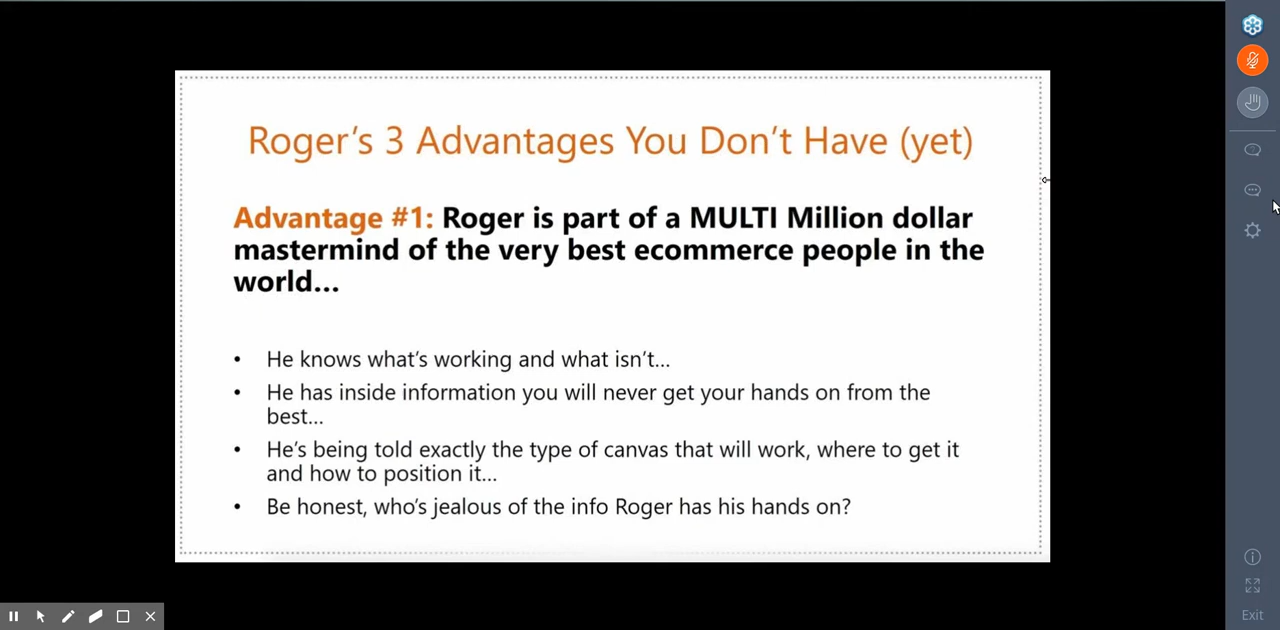 Roger’s 3 Advantages You Don’t Have (yet)
Advantage #1: Roger is part of a MULTI Million dollar
mastermind of the very best ecommerce people in the
world...
• He knows what’s working and what isn’t...
• He has inside information you will never get your hands on from the
best...
• He’s being told exactly the type of canvas that will work, where to get it
and how to position it...
• Be honest, who’s jealous of the info Roger has his hands on?
Exit